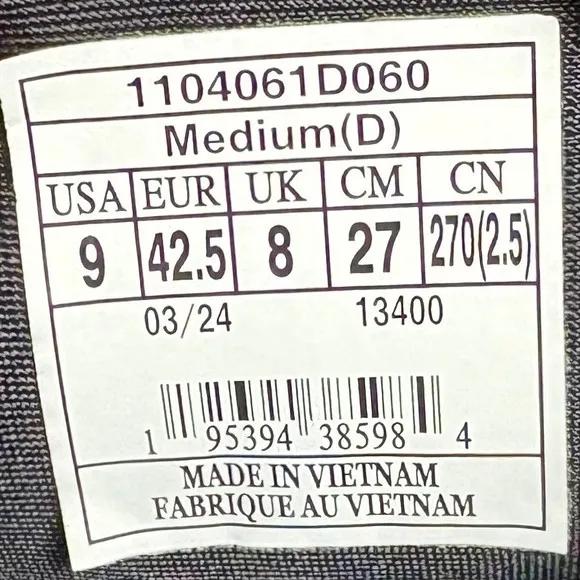 1104061D060
Medium(D)
USA EUR UK CM CN
9 42.5 8 27 270(2.5)
03/24 13400
1 95394 38598 4
MADE IN VIETNAM
FABRIQUE AU VIETNAM